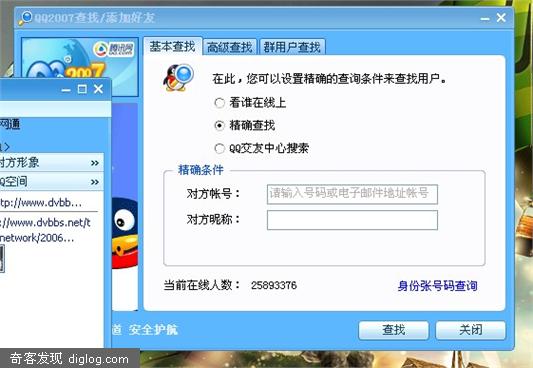 QQ2007查找/添加好友
腾讯网
2007
基本查找 高级查找 群用户查找
在此，您可以设置精确的查询条件来查找用户。
看谁在线上
精确查找
QQ交友中心搜索
精确条件
对方帐号：
请输入号码或电子邮件地址帐号
对方昵称：
当前在线人数： 25893376
身份张号码查询
查找 关闭
网通
对方形象 »
Q空间 »
ttp://www.dvbb...
://www.dvbbs.net/t
network/2006...
道 安全护航
奇客发现 diglog.com